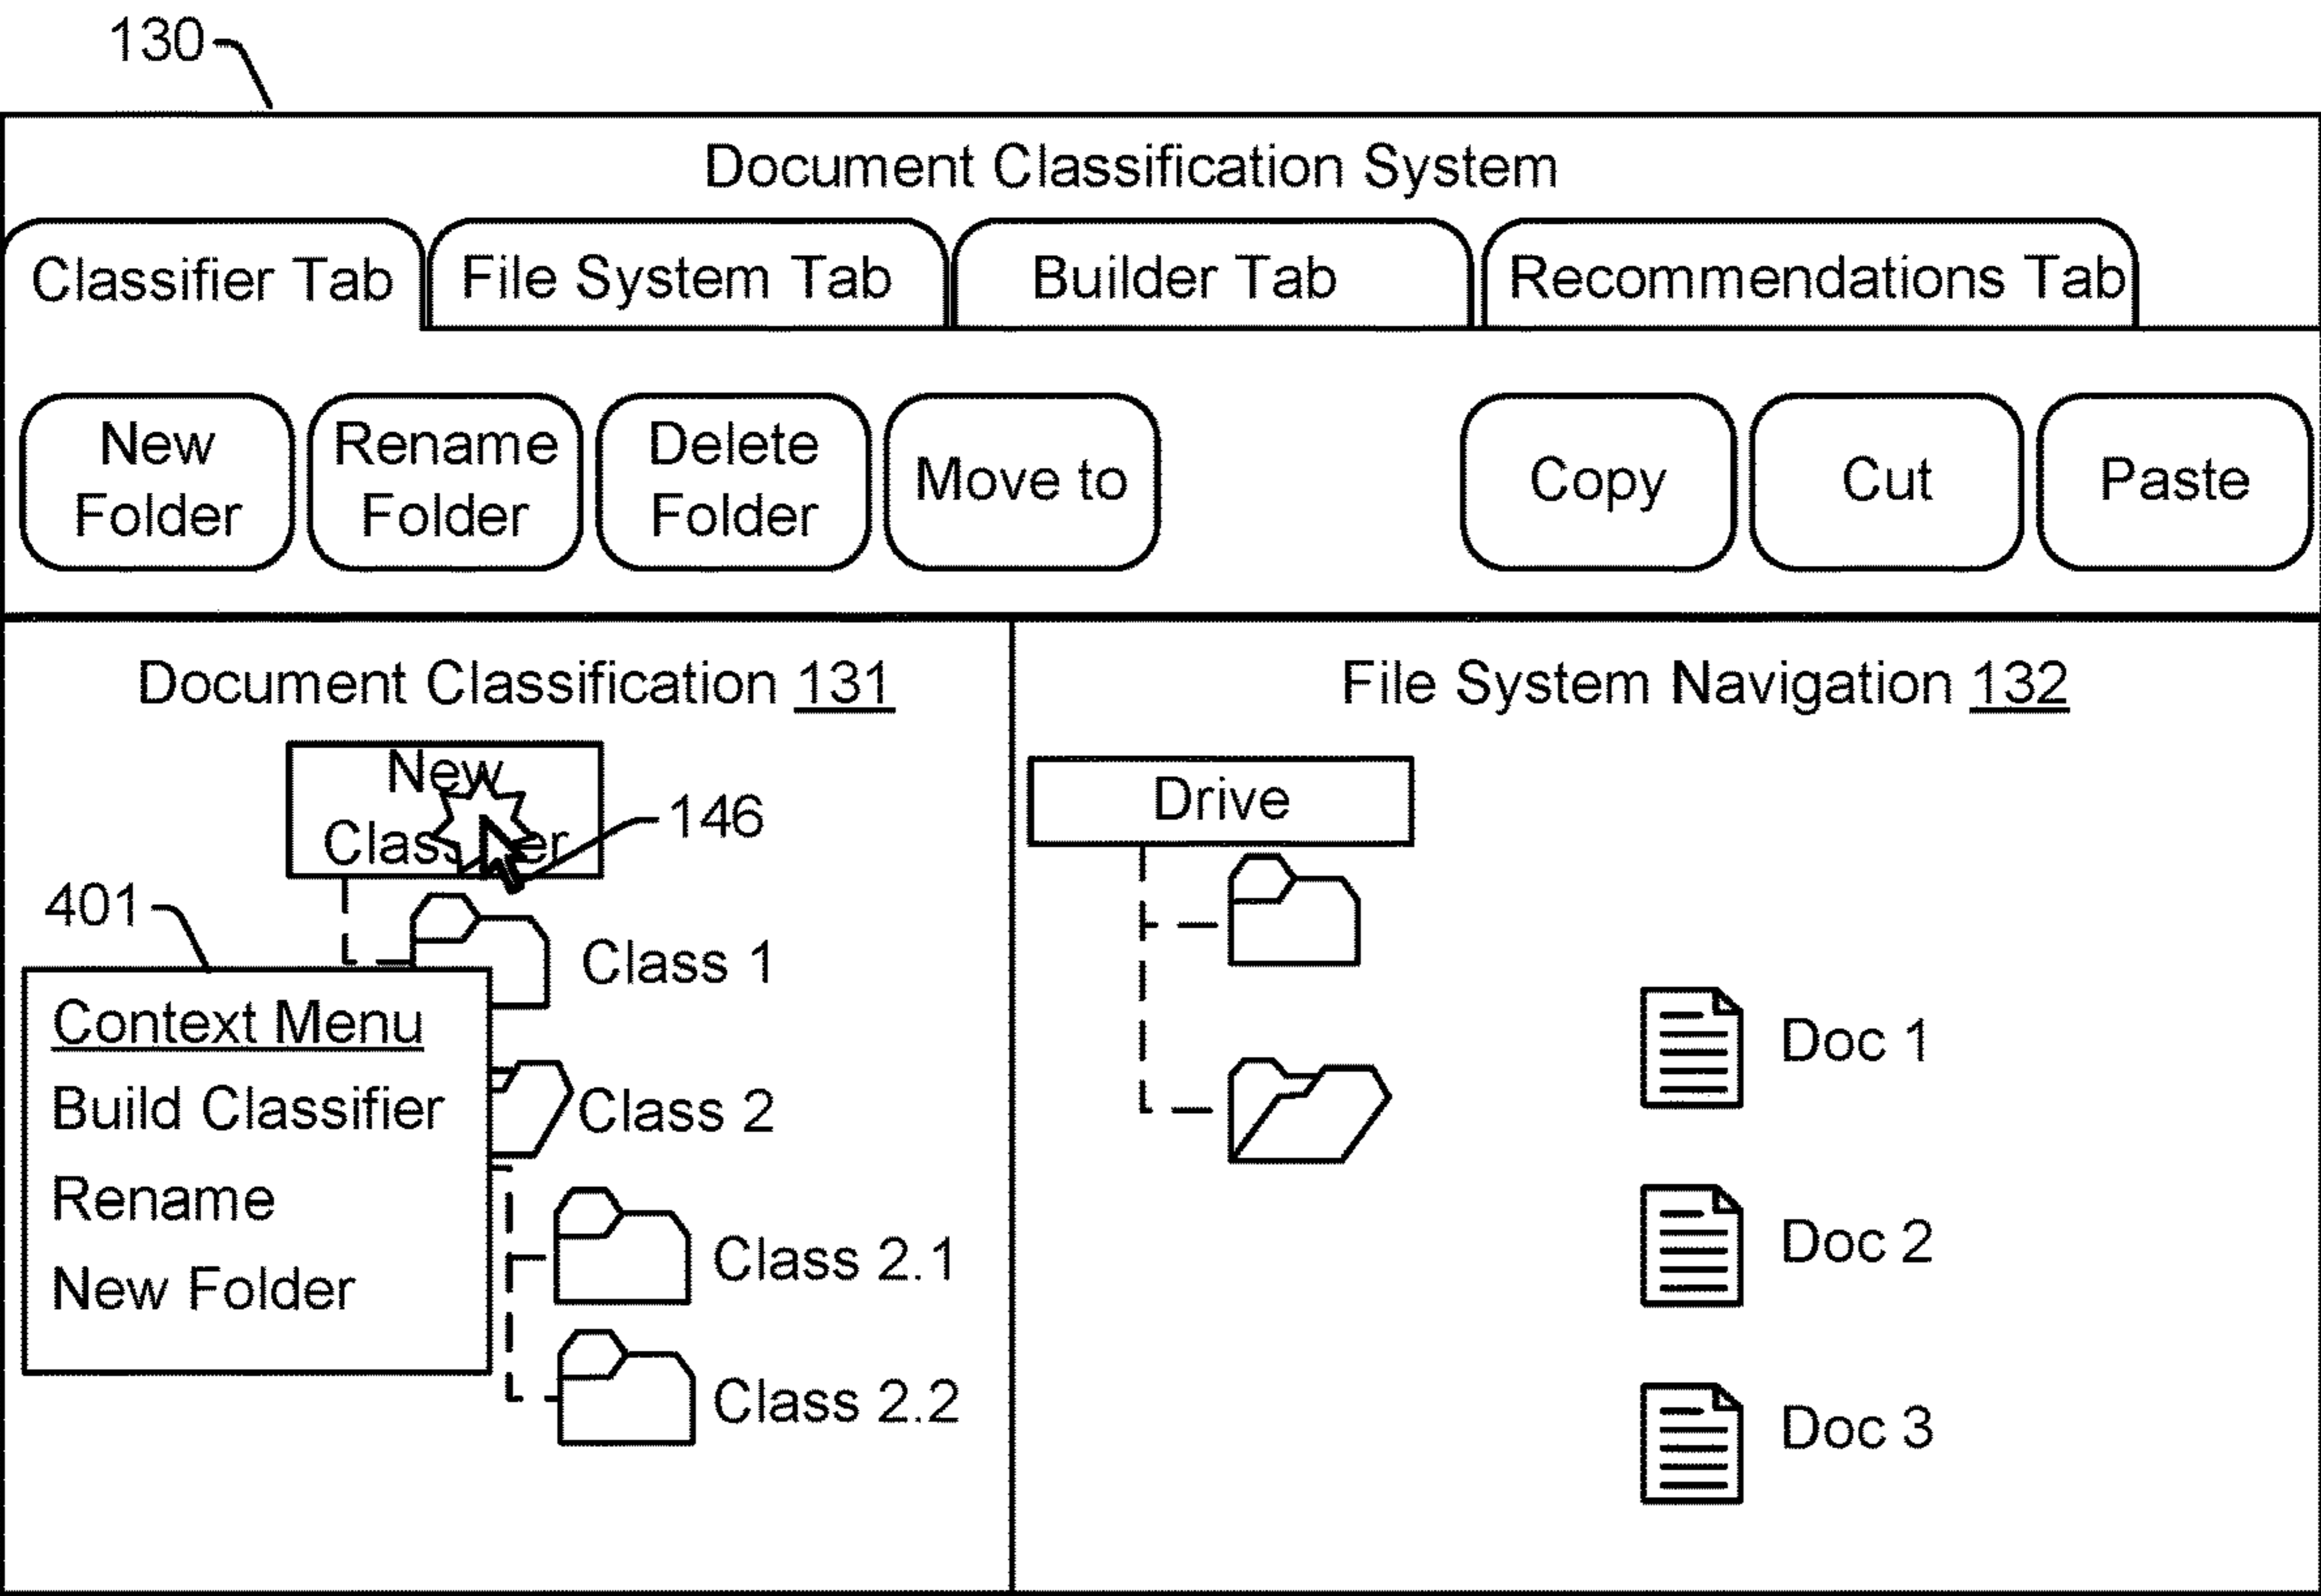 130
Document Classification System
Classifier Tab
File System Tab
Builder Tab
Recommendations Tab
New
Folder
Rename
Folder
Delete
Folder
Move to
Copy
Cut
Paste
Document Classification 131
New
Classifier
146
401
Class 1
Context Menu
Build Classifier
Rename
New Folder
Class 2
Class 2.1
Class 2.2
File System Navigation 132
Drive
Doc 1
Doc 2
Doc 3